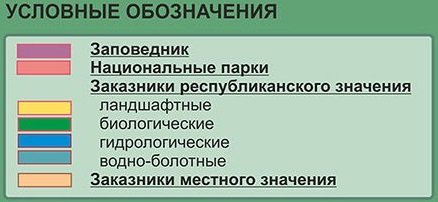 УСЛОВНЫЕ ОБОЗНАЧЕНИЯ
Заповедник
Национальные парки
Заказники республиканского значения
ландшафтные
биологические
гидрологические
водно-болотные
Заказники местного значения